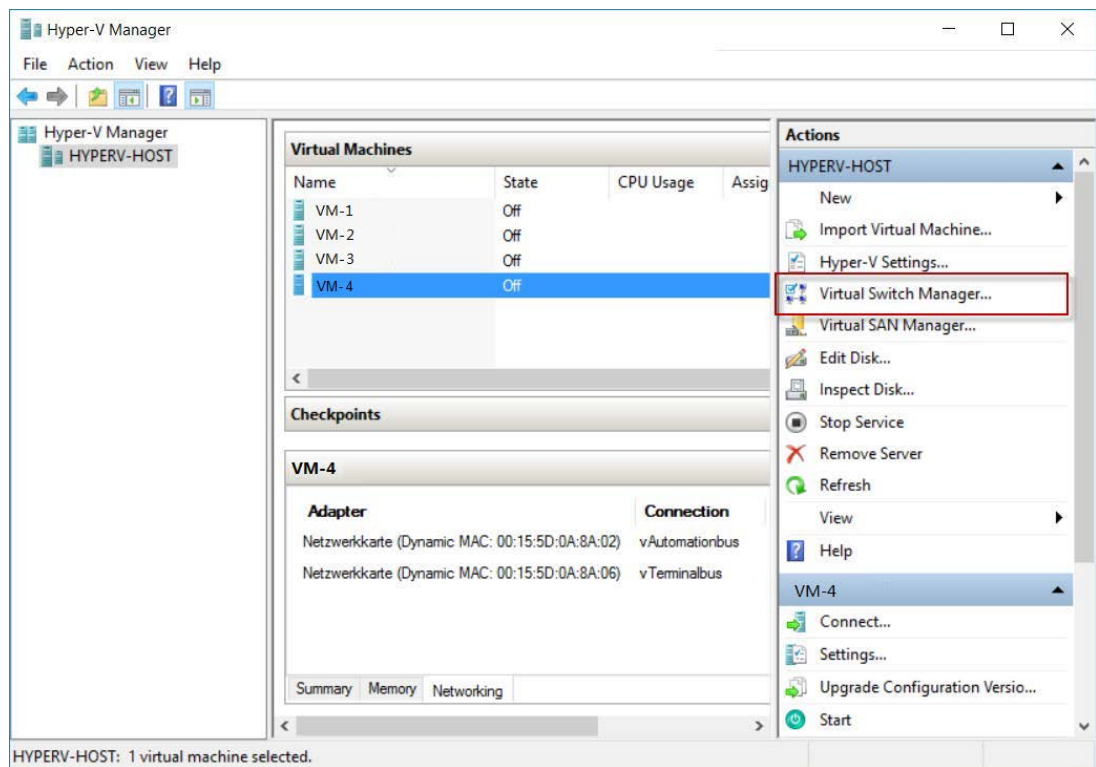 Hyper-V Manager
File Action View Help
Hyper-V Manager
HYPERV-HOST
Virtual Machines
Name State CPU Usage Assig
VM-1 Off
VM-2 Off
VM-3 Off
VM-4 Off
Checkpoints
VM-4
Adapter Connection
Netzwerkkarte (Dynamic MAC: 00:15:5D:0A:8A:02) vAutomationbus
Netzwerkkarte (Dynamic MAC: 00:15:5D:0A:8A:06) vTerminalbus
Summary Memory Networking
Actions
HYPERV-HOST
New
Import Virtual Machine...
Hyper-V Settings...
Virtual Switch Manager...
Virtual SAN Manager...
Edit Disk...
Inspect Disk...
Stop Service
Remove Server
Refresh
View
Help
VM-4
Connect...
Settings...
Upgrade Configuration Versio...
Start
HYPERV-HOST: 1 virtual machine selected.